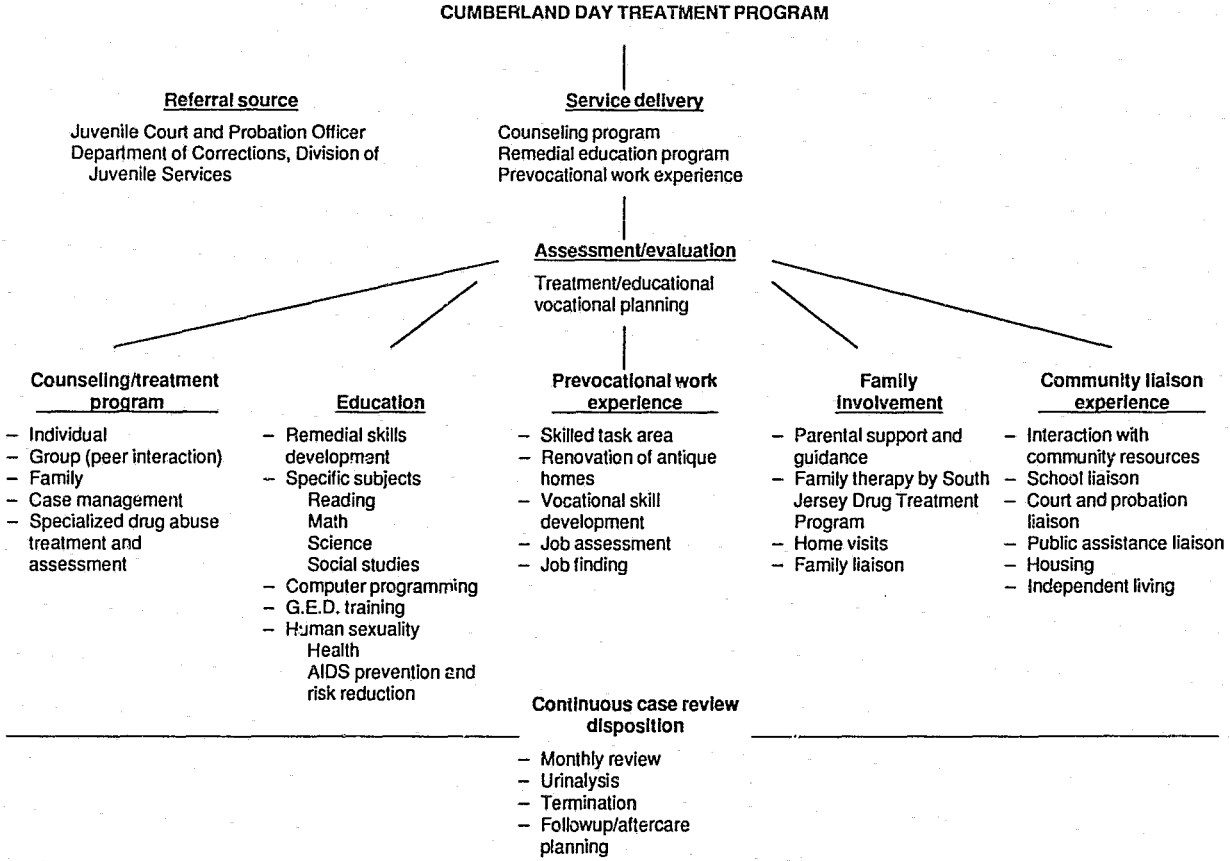 CUMBERLAND DAY TREATMENT PROGRAM
Referral source
Juvenile Court and Probation Officer
Department of Corrections, Division of
Juvenile Services
Service delivery
Counseling program
Remedial education program
Prevocational work experience
Assessment/evaluation
Treatment/educational
vocational planning
Counseling/treatment
program
– Individual
– Group (peer interaction)
– Family
– Case management
– Specialized drug abuse
treatment and
assessment
Education
– Remedial skills
development
– Specific subjects
Reading
Math
Science
Social studies
– Computer programming
– G.E.D. training
– Human sexuality
Health
AIDS prevention and
risk reduction
Prevocational work
experience
– Skilled task area
– Renovation of antique
homes
– Vocational skill
development
– Job assessment
– Job finding
Family
involvement
– Parental support and
guidance
– Family therapy by South
Jersey Drug Treatment
Program
– Home visits
– Family liaison
Community liaison
experience
– Interaction with
community resources
– School liaison
– Court and probation
liaison
– Public assistance liaison
– Housing
– Independent living
Continuous case review
disposition
– Monthly review
– Urinalysis
– Termination
– Followup/aftercare
planning